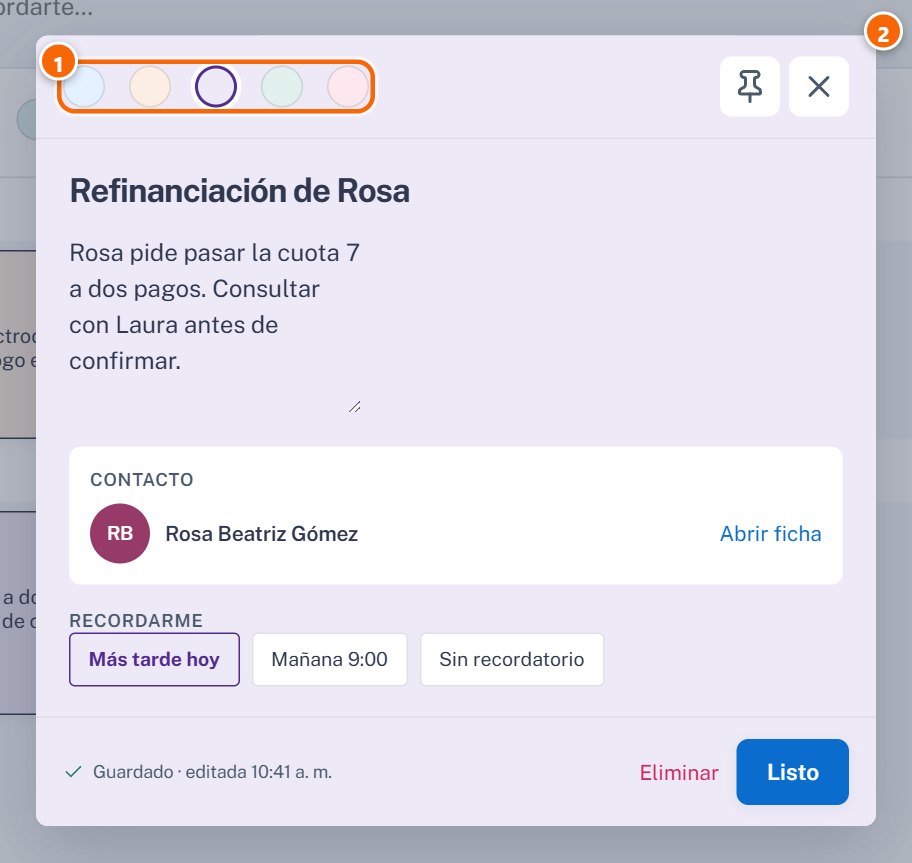 ordarte...
1
2
Refinanciación de Rosa
Rosa pide pasar la cuota 7
a dos pagos. Consultar
con Laura antes de
confirmar.
CONTACTO
RB
Rosa Beatriz Gómez
Abrir ficha
RECORDARME
Más tarde hoy
Mañana 9:00
Sin recordatorio
Guardado · editada 10:41 a. m.
Eliminar
Listo